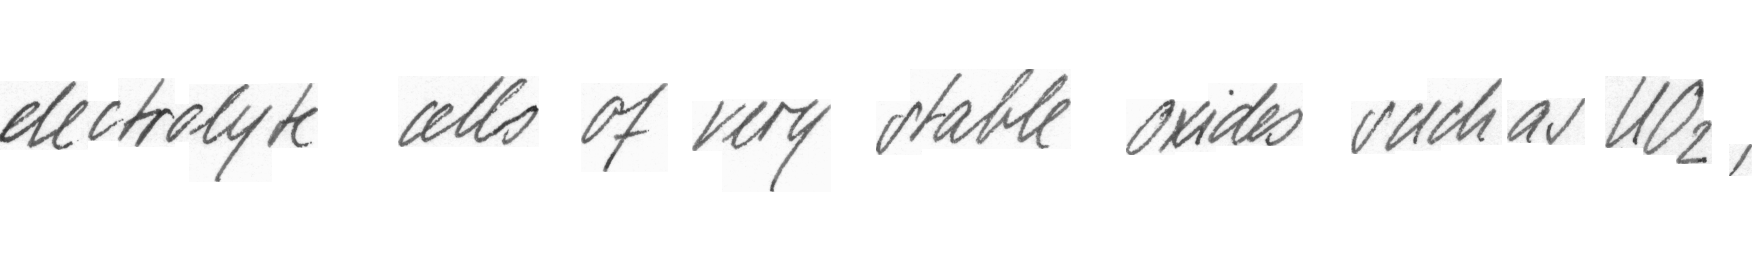 electrolyte cells of very stable oxides such as UO₂,